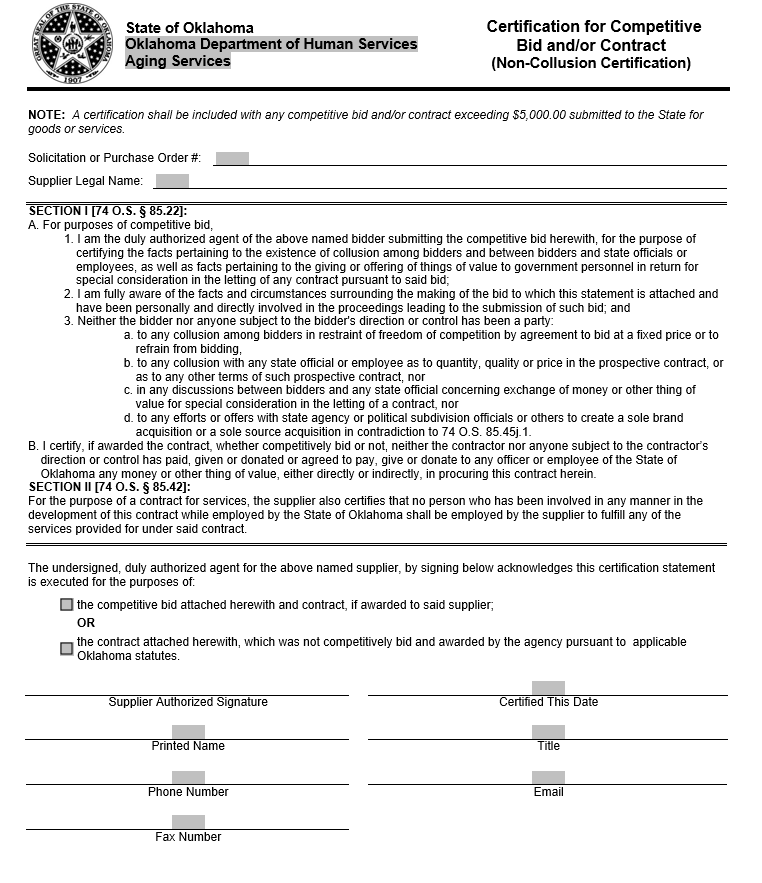 GREAT SEAL OF THE STATE OF OKLAHOMA
1907
State of Oklahoma
Oklahoma Department of Human Services
Aging Services
Certification for Competitive
Bid and/or Contract
(Non-Collusion Certification)
NOTE: A certification shall be included with any competitive bid and/or contract exceeding $5,000.00 submitted to the State for
goods or services.
Solicitation or Purchase Order #:
Supplier Legal Name:
SECTION I [74 O.S. § 85.22]:
A. For purposes of competitive bid,
1. I am the duly authorized agent of the above named bidder submitting the competitive bid herewith, for the purpose of
certifying the facts pertaining to the existence of collusion among bidders and between bidders and state officials or
employees, as well as facts pertaining to the giving or offering of things of value to government personnel in return for
special consideration in the letting of any contract pursuant to said bid;
2. I am fully aware of the facts and circumstances surrounding the making of the bid to which this statement is attached and
have been personally and directly involved in the proceedings leading to the submission of such bid; and
3. Neither the bidder nor anyone subject to the bidder's direction or control has been a party:
a. to any collusion among bidders in restraint of freedom of competition by agreement to bid at a fixed price or to
refrain from bidding,
b. to any collusion with any state official or employee as to quantity, quality or price in the prospective contract, or
as to any other terms of such prospective contract, nor
c. in any discussions between bidders and any state official concerning exchange of money or other thing of
value for special consideration in the letting of a contract, nor
d. to any efforts or offers with state agency or political subdivision officials or others to create a sole brand
acquisition or a sole source acquisition in contradiction to 74 O.S. 85.45j.1.
B. I certify, if awarded the contract, whether competitively bid or not, neither the contractor nor anyone subject to the contractor's
direction or control has paid, given or donated or agreed to pay, give or donate to any officer or employee of the State of
Oklahoma any money or other thing of value, either directly or indirectly, in procuring this contract herein.
SECTION II [74 O.S. § 85.42]:
For the purpose of a contract for services, the supplier also certifies that no person who has been involved in any manner in the
development of this contract while employed by the State of Oklahoma shall be employed by the supplier to fulfill any of the
services provided for under said contract.
The undersigned, duly authorized agent for the above named supplier, by signing below acknowledges this certification statement
is executed for the purposes of:
the competitive bid attached herewith and contract, if awarded to said supplier;
OR
the contract attached herewith, which was not competitively bid and awarded by the agency pursuant to applicable
Oklahoma statutes.
Supplier Authorized Signature
Certified This Date
Printed Name
Title
Phone Number
Email
Fax Number